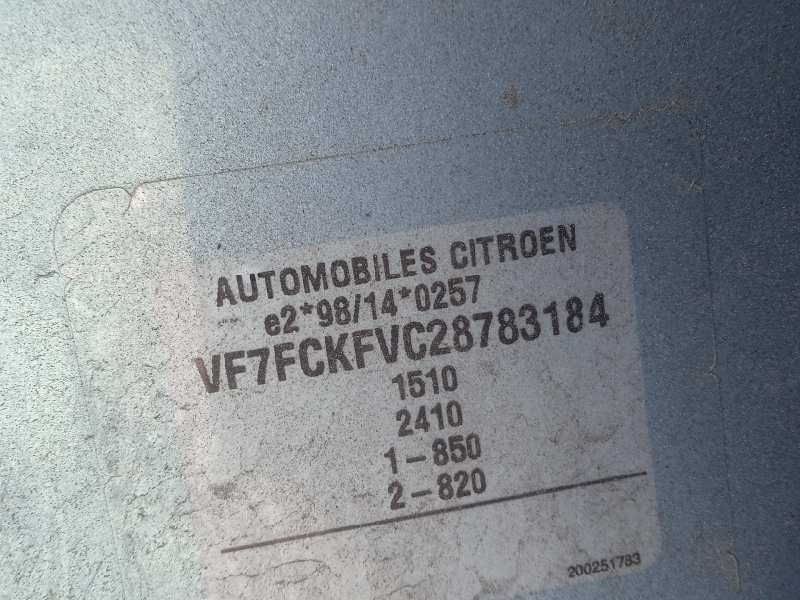 AUTOMOBILES CITROEN
e2*98/14*0257
VF7FCKFVC28783184
1510
2410
1-850
2-820
200251783